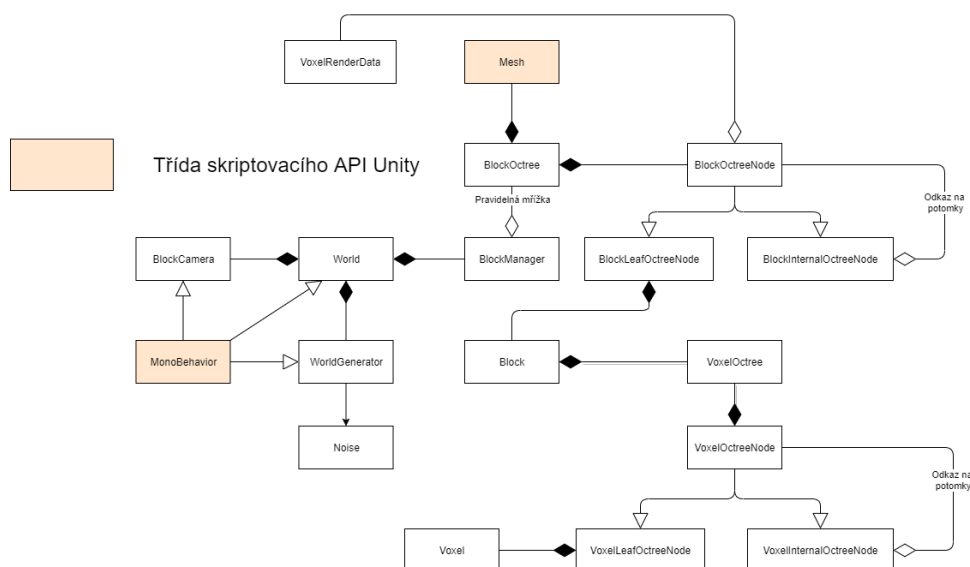 VoxelRenderData
Mesh
Třída skriptovacího API Unity
BlockOctree
BlockOctreeNode
Pravidelná mřížka
Odkaz na
potomky
BlockCamera
World
BlockManager
BlockLeafOctreeNode
BlockInternalOctreeNode
MonoBehavior
WorldGenerator
Block
VoxelOctree
Noise
VoxelOctreeNode
Odkaz na
potomky
Voxel
VoxelLeafOctreeNode
VoxelInternalOctreeNode